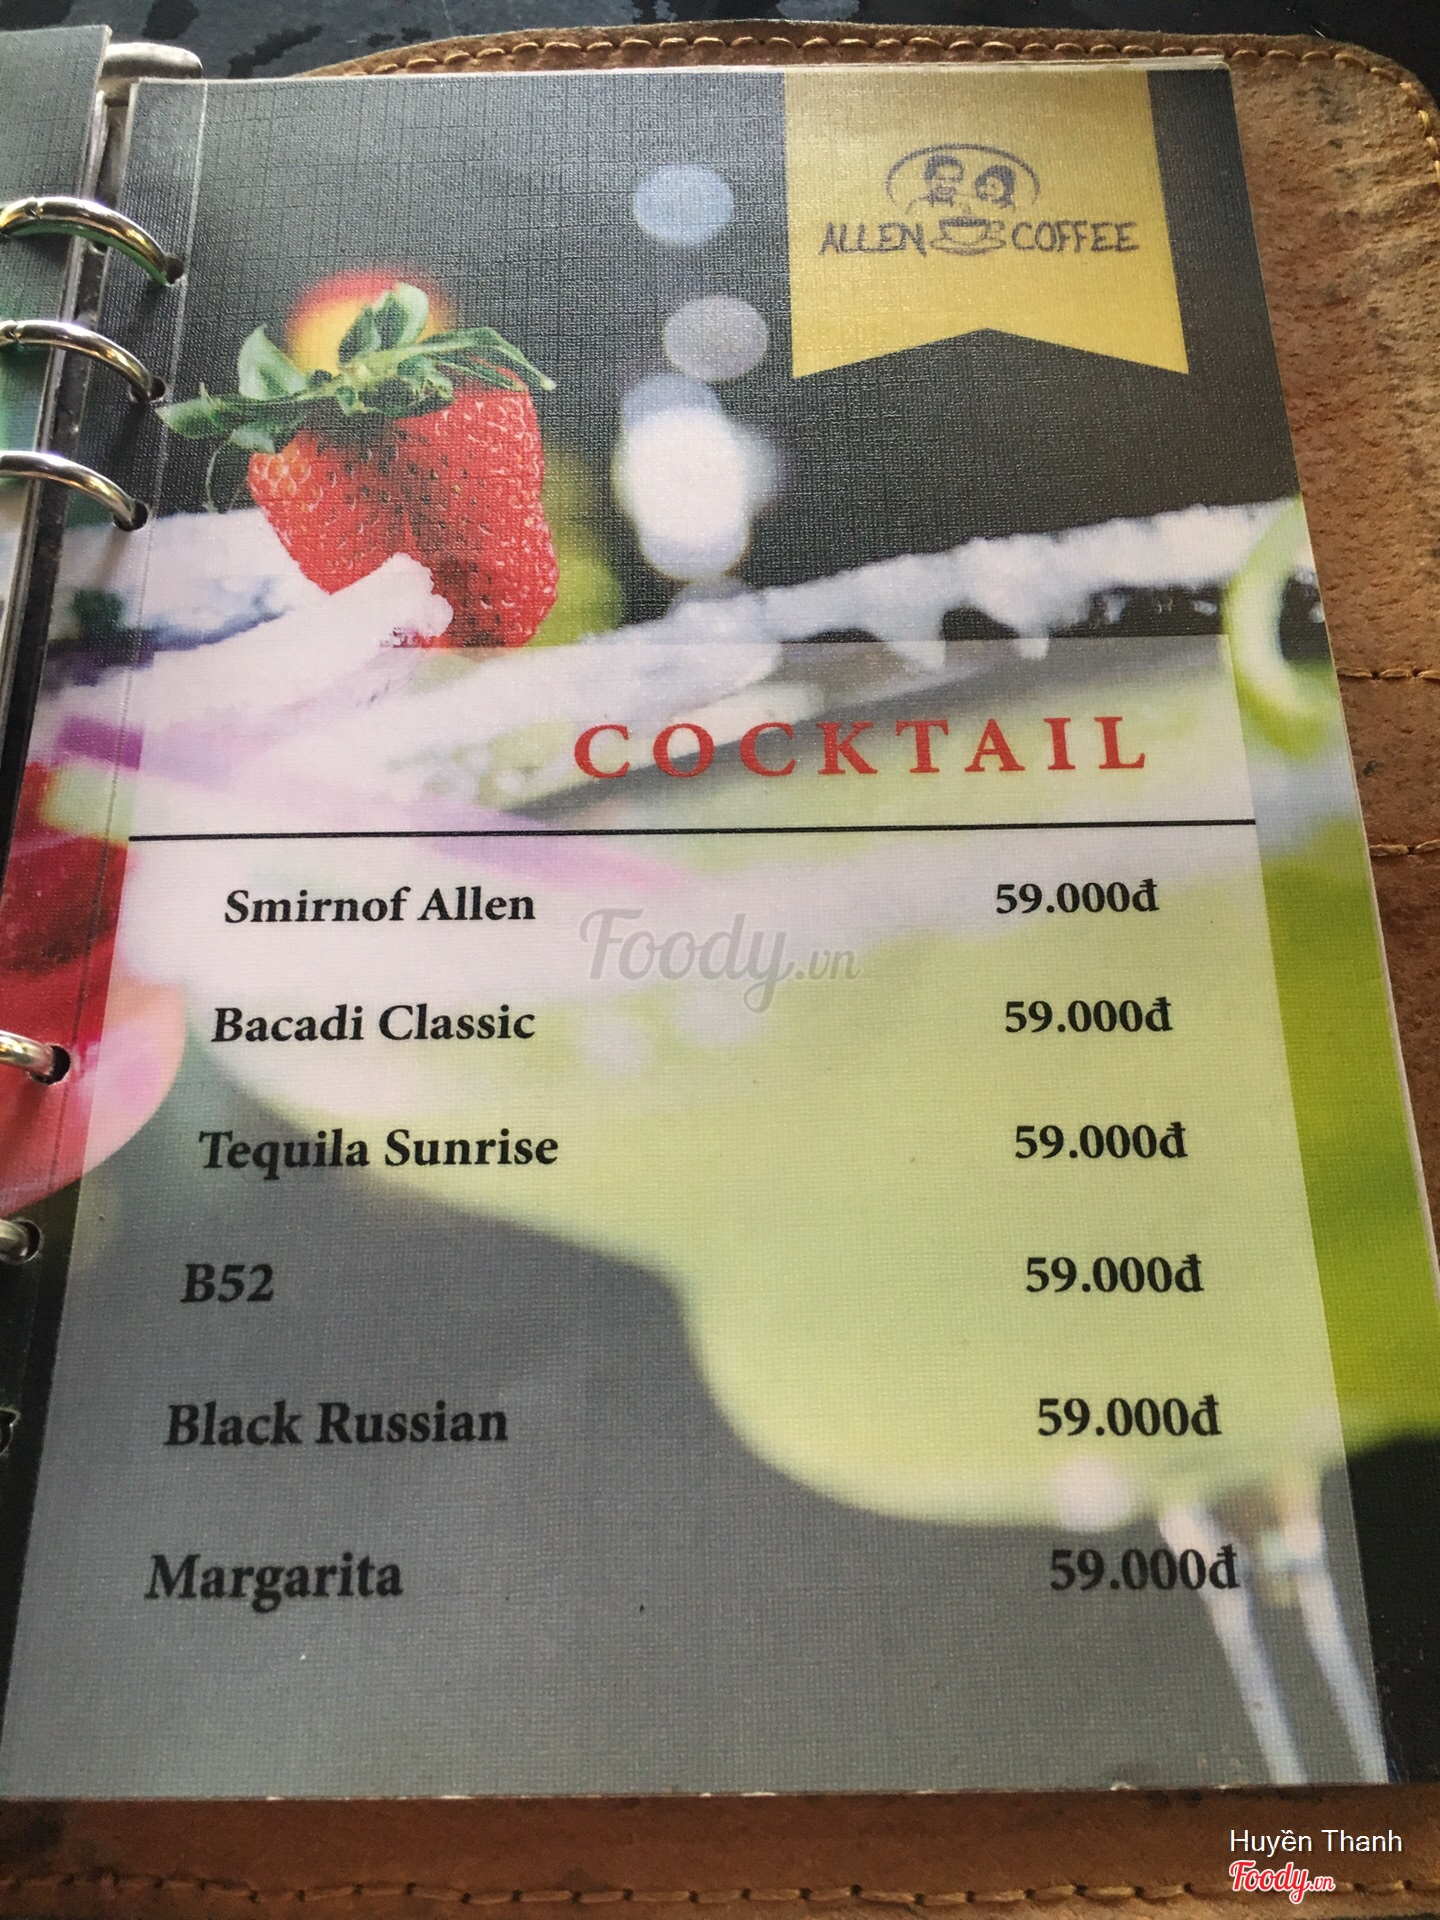 ALLEN COFFEE
COCKTAIL
Smirnof Allen 59.000đ
Foody.vn
Bacadi Classic 59.000đ
Tequila Sunrise 59.000đ
B52 59.000đ
Black Russian 59.000đ
Margarita 59.000đ
Huyền Thanh
Foody.vn